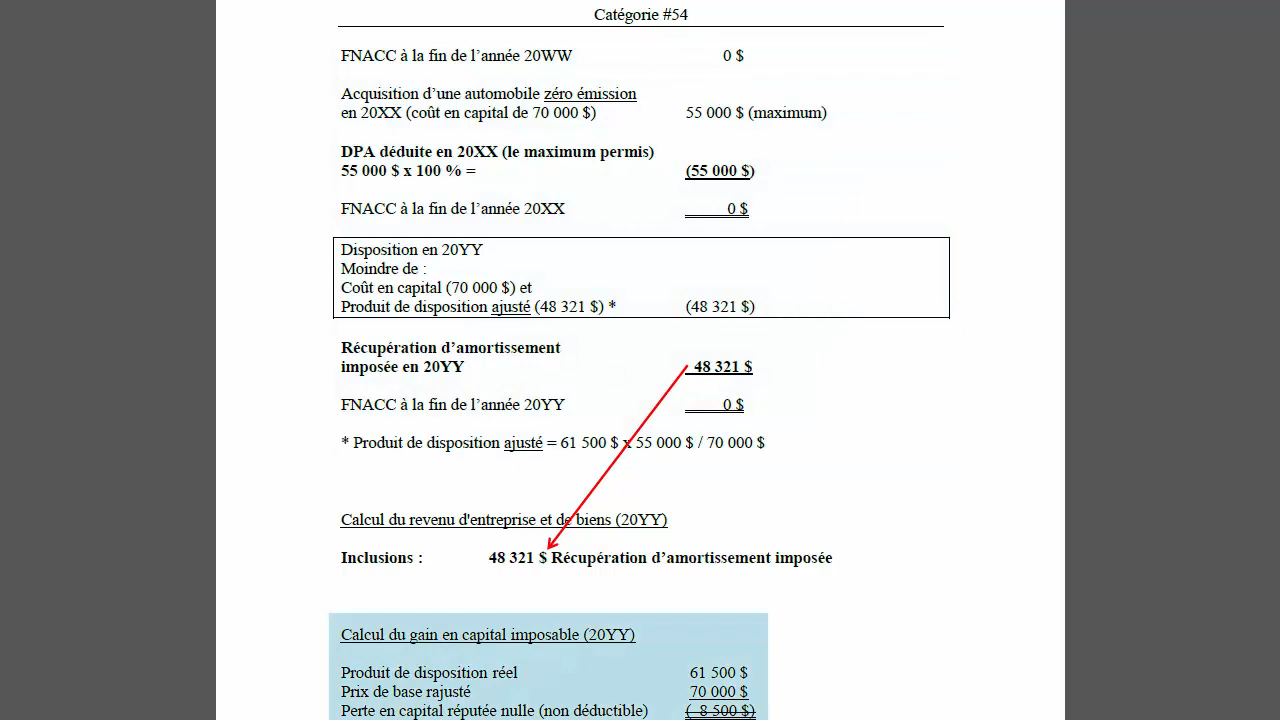 Catégorie #54
FNACC à la fin de l'année 20WW 0 $
Acquisition d'une automobile zéro émission
en 20XX (coût en capital de 70 000 $) 55 000 $ (maximum)
DPA déduite en 20XX (le maximum permis)
55 000 $ x 100 % = (55 000 $)
FNACC à la fin de l'année 20XX 0 $
Disposition en 20YY
Moindre de :
Coût en capital (70 000 $) et
Produit de disposition ajusté (48 321 $) * (48 321 $)
Récupération d'amortissement
imposée en 20YY 48 321 $
FNACC à la fin de l'année 20YY 0 $
* Produit de disposition ajusté = 61 500 $ x 55 000 $ / 70 000 $
Calcul du revenu d'entreprise et de biens (20YY)
Inclusions : 48 321 $ Récupération d'amortissement imposée
Calcul du gain en capital imposable (20YY)
Produit de disposition réel 61 500 $
Prix de base rajusté 70 000 $
Perte en capital réputée nulle (non déductible) ( 8 500 $)